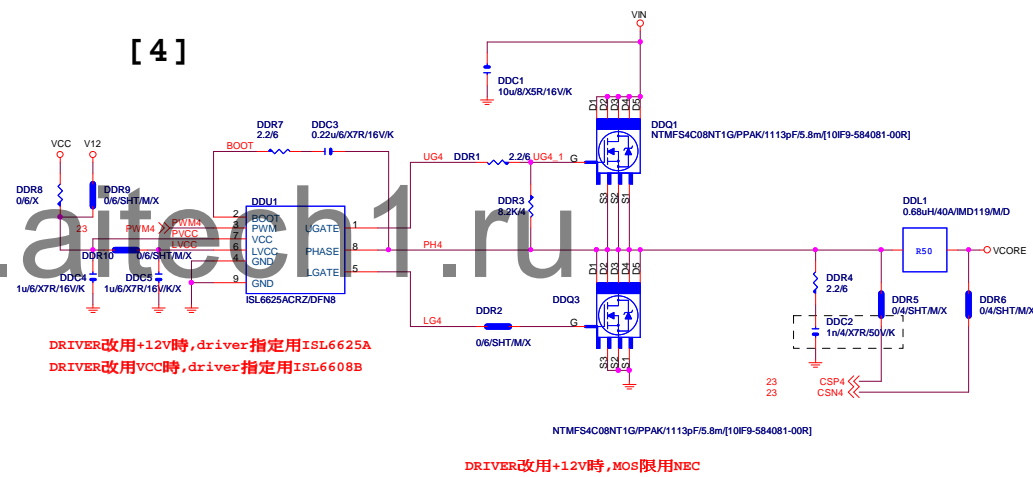 [4]
VIN
DDC1
10u/8/X5R/16V/K
D1 D2 D3 D4 D5
DDQ1
NTMFS4C08NT1G/PPAK/1113pF/5.8m/[10IF9-584081-00R]
DDR7
2.2/6
DDC3
0.22u/6/X7R/16V/K
BOOT
VCC
V12
UG4
DDR1
2.2/6
UG4_1
G
S3 S2 S1
DDR8
0/6/X
DDR9
0/6/SHT/M/X
DDR3
8.2K/4
DDU1
DDL1
0.68uH/40A/IMD119/M/D
23
PWM4
PWM4
PVCC
LVCC
2 BOOT
3 PWM
7 VCC
6 LVCC
4 GND
9 GND
UGATE 1
PHASE 8
LGATE 5
ISL6625ACRZ/DFN8
PH4
R50
VCORE
DDR10
0/6/SHT/M/X
DDC4
1u/6/X7R/16V/K
DDC5
1u/6/X7R/16V/K/X
.aitech1.ru
D1 D2 D3 D4 D5
DDQ3
G
S3 S2 S1
DDR4
2.2/6
DDR5
0/4/SHT/M/X
DDR6
0/4/SHT/M/X
DDC2
1n/4/X7R/50V/K
LG4
DDR2
0/6/SHT/M/X
DRIVER改用+12V時,driver指定用ISL6625A
DRIVER改用VCC時,driver指定用ISL6608B
23
CSP4
23
CSN4
NTMFS4C08NT1G/PPAK/1113pF/5.8m/[10IF9-584081-00R]
DRIVER改用+12V時,MOS限用NEC